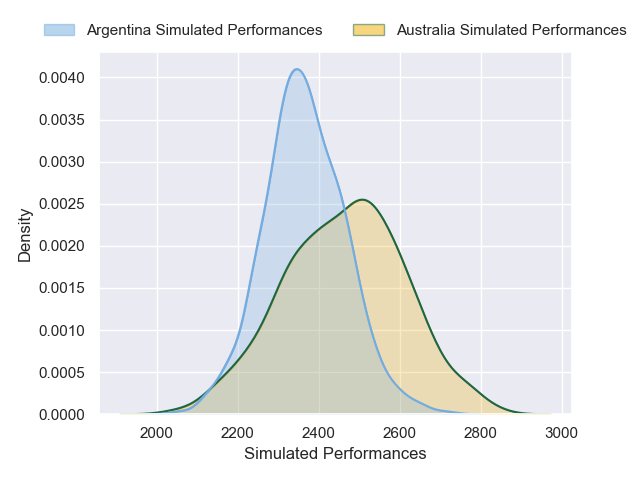 Argentina Simulated Performances
Australia Simulated Performances
0.0040
0.0035
0.0030
0.0025
0.0020
0.0015
0.0010
0.0005
0.0000
Density
2000 2200 2400 2600 2800 3000
Simulated Performances